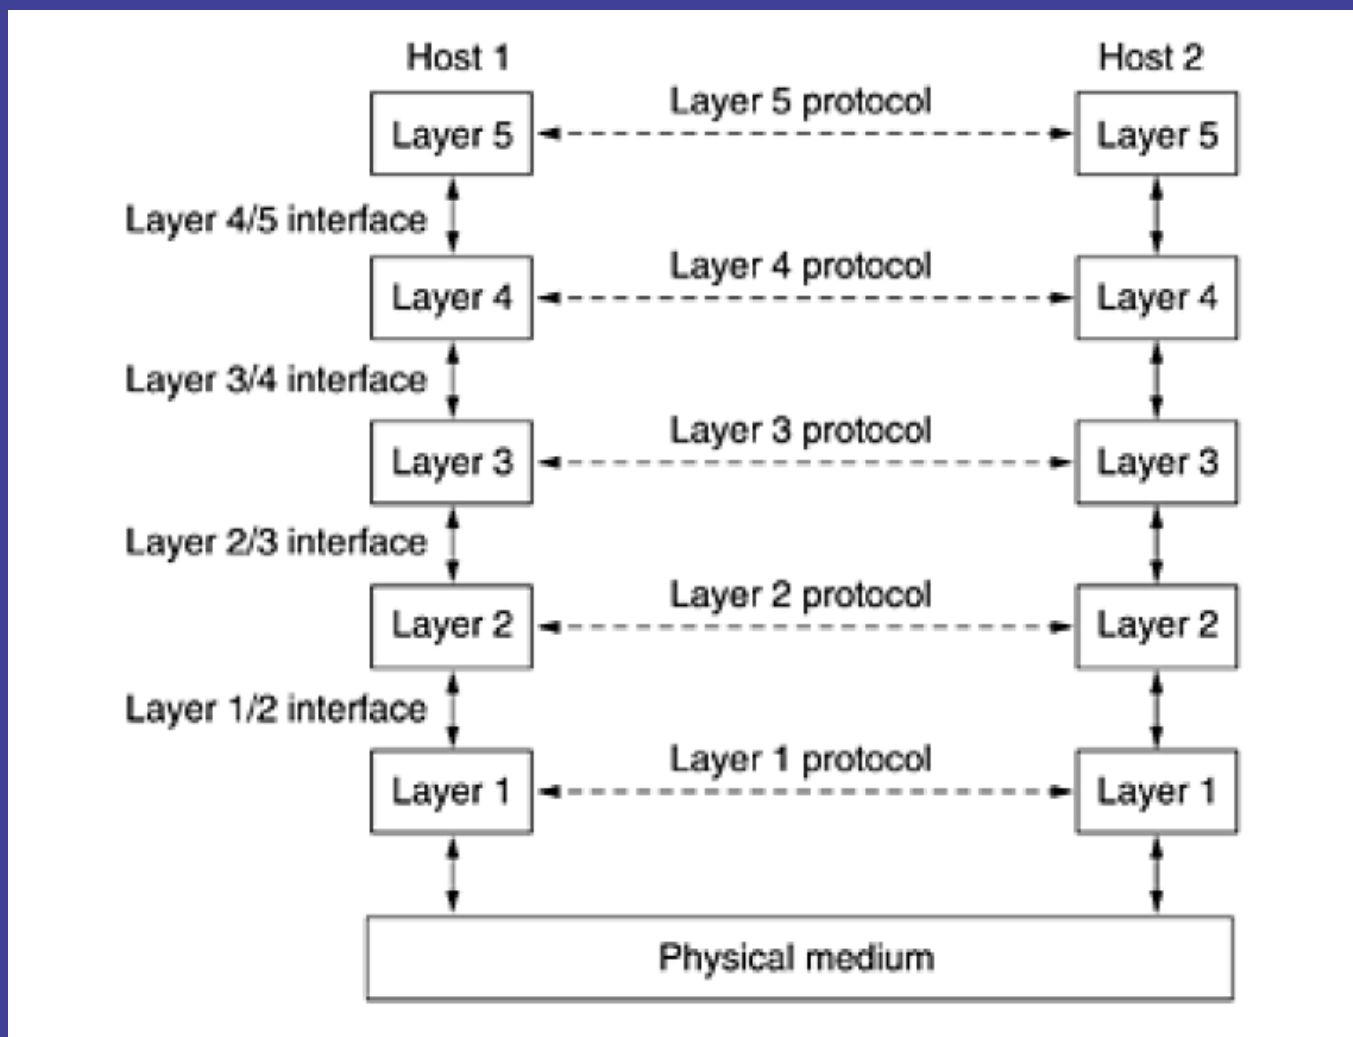 Host 1
Host 2
Layer 5 protocol
Layer 5
Layer 5
Layer 4/5 interface
Layer 4 protocol
Layer 4
Layer 4
Layer 3/4 interface
Layer 3 protocol
Layer 3
Layer 3
Layer 2/3 interface
Layer 2 protocol
Layer 2
Layer 2
Layer 1/2 interface
Layer 1 protocol
Layer 1
Layer 1
Physical medium